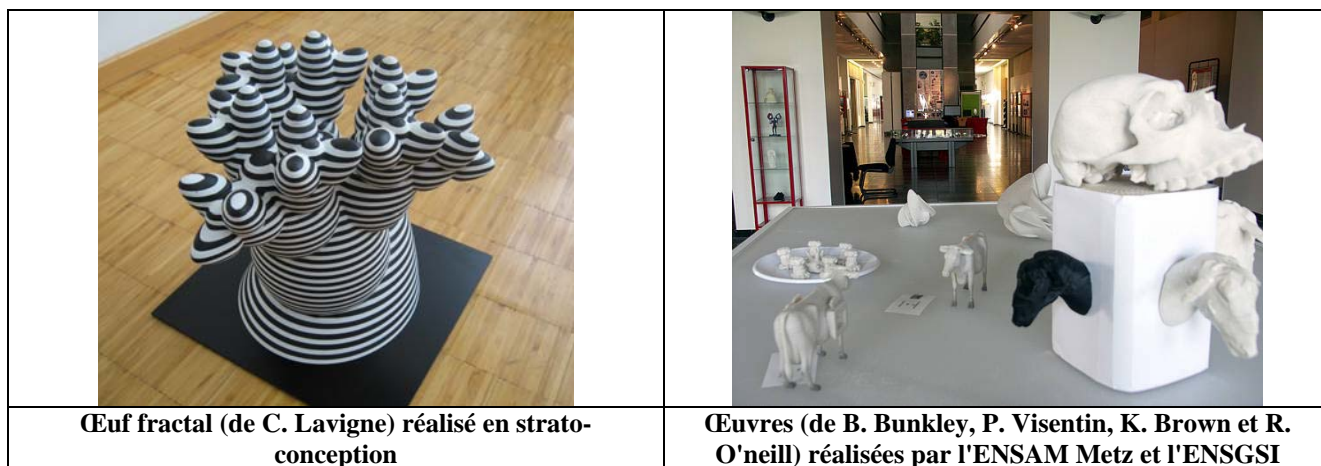 Œuf fractal (de C. Lavigne) réalisé en strato-
conception
Œuvres (de B. Bunkley, P. Visentin, K. Brown et R.
O'neill) réalisées par l'ENSAM Metz et l'ENSGSI